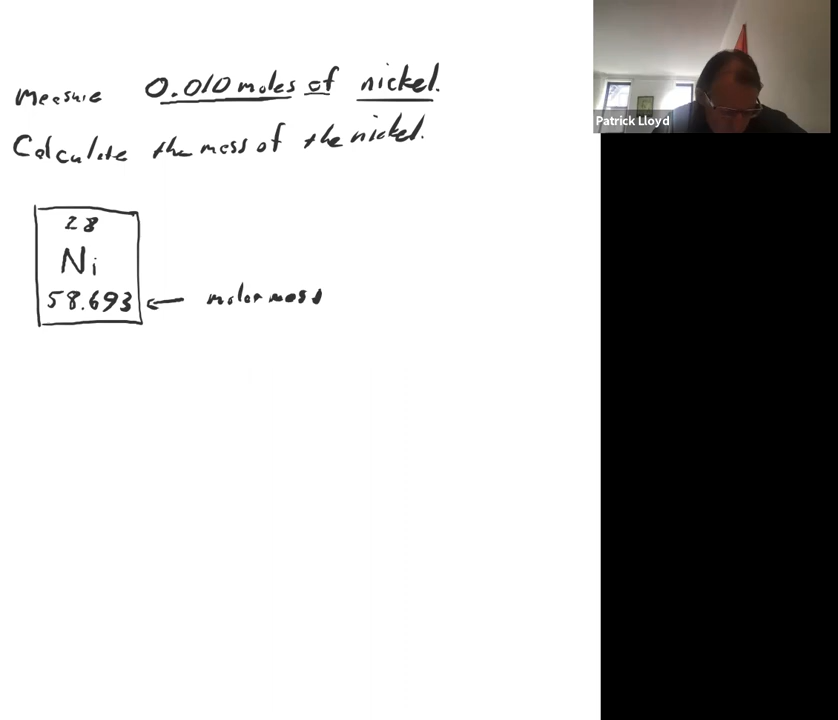 Measure 0.010 moles of nickel.
Calculate the mass of the nickel.
28
Ni
58.693 ← molar mass
Patrick Lloyd